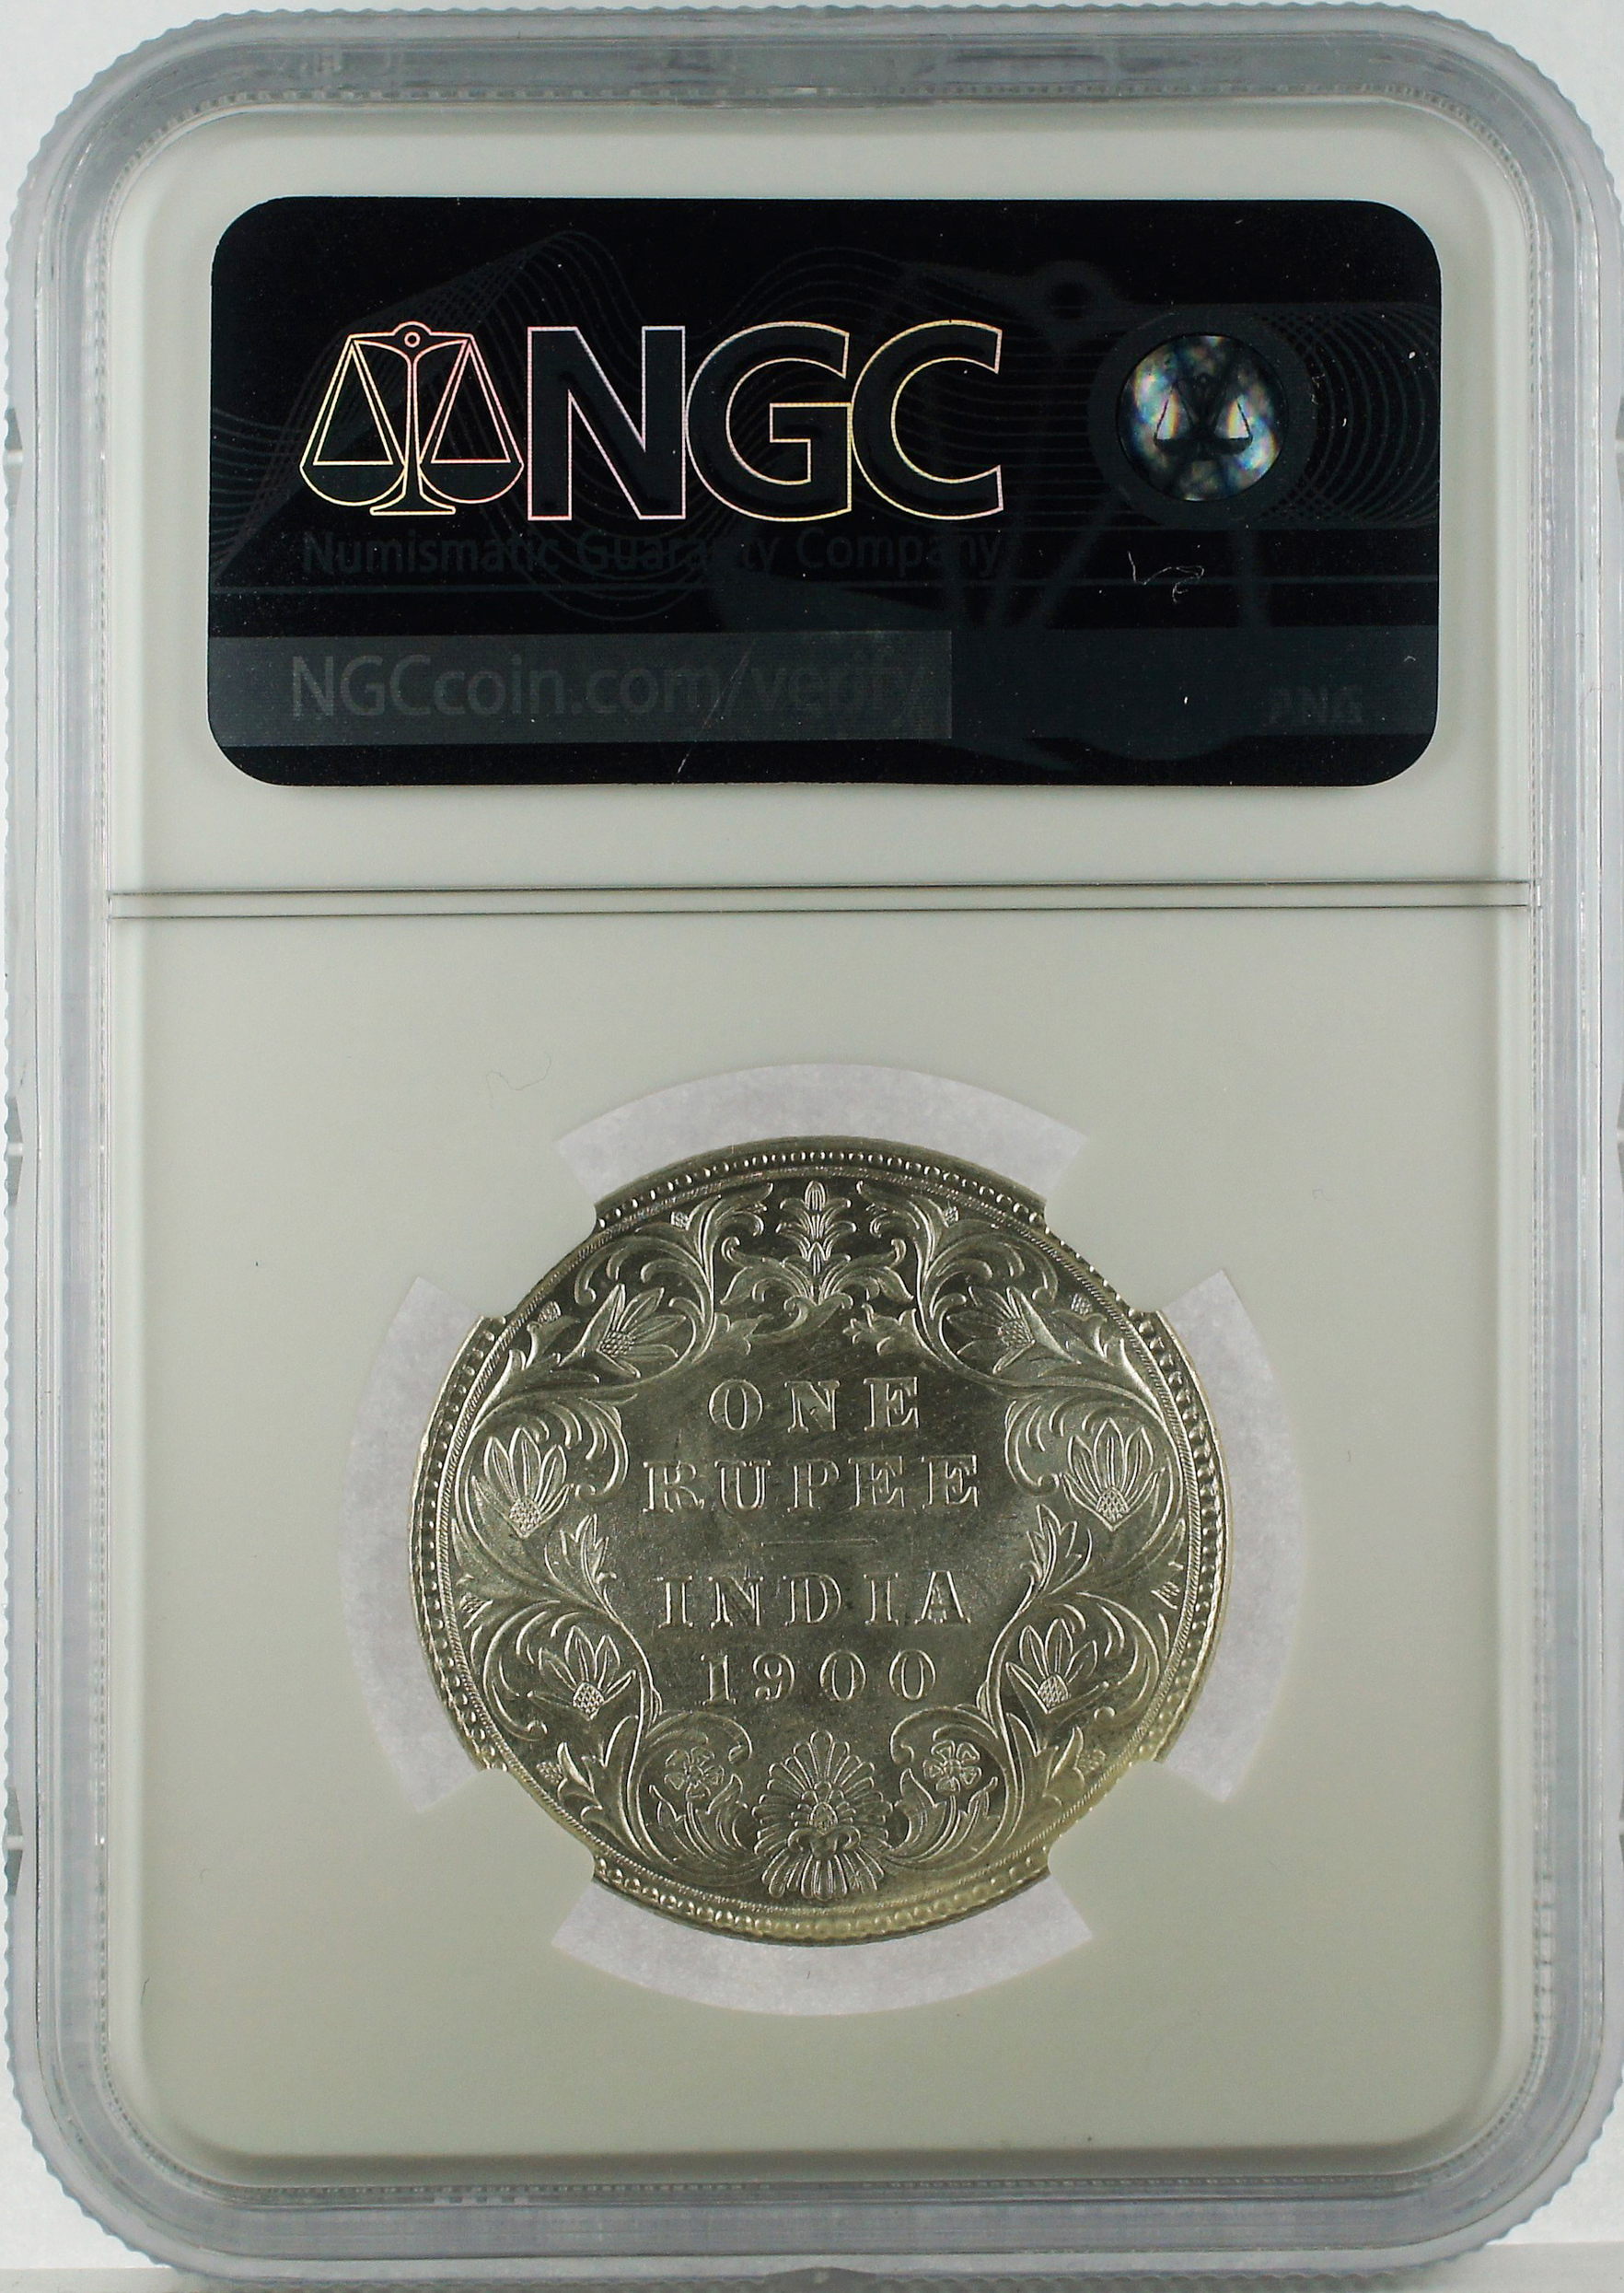 NGC
Numismatic Guaranty Company
NGCcoin.com/verify
PNG
ONE
RUPEE
INDIA
1900